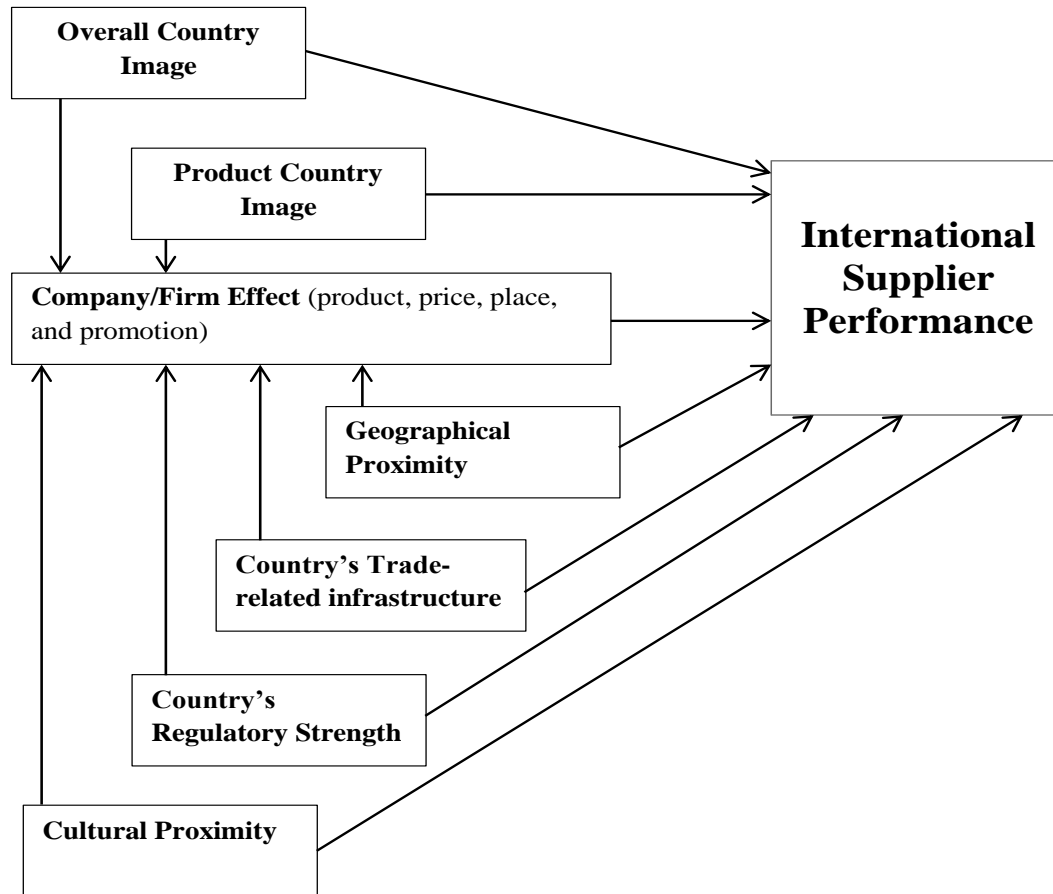 Overall Country
Image
Product Country
Image
International
Supplier
Performance
Company/Firm Effect (product, price, place,
and promotion)
Geographical
Proximity
Country’s Trade-
related infrastructure
Country’s
Regulatory Strength
Cultural Proximity